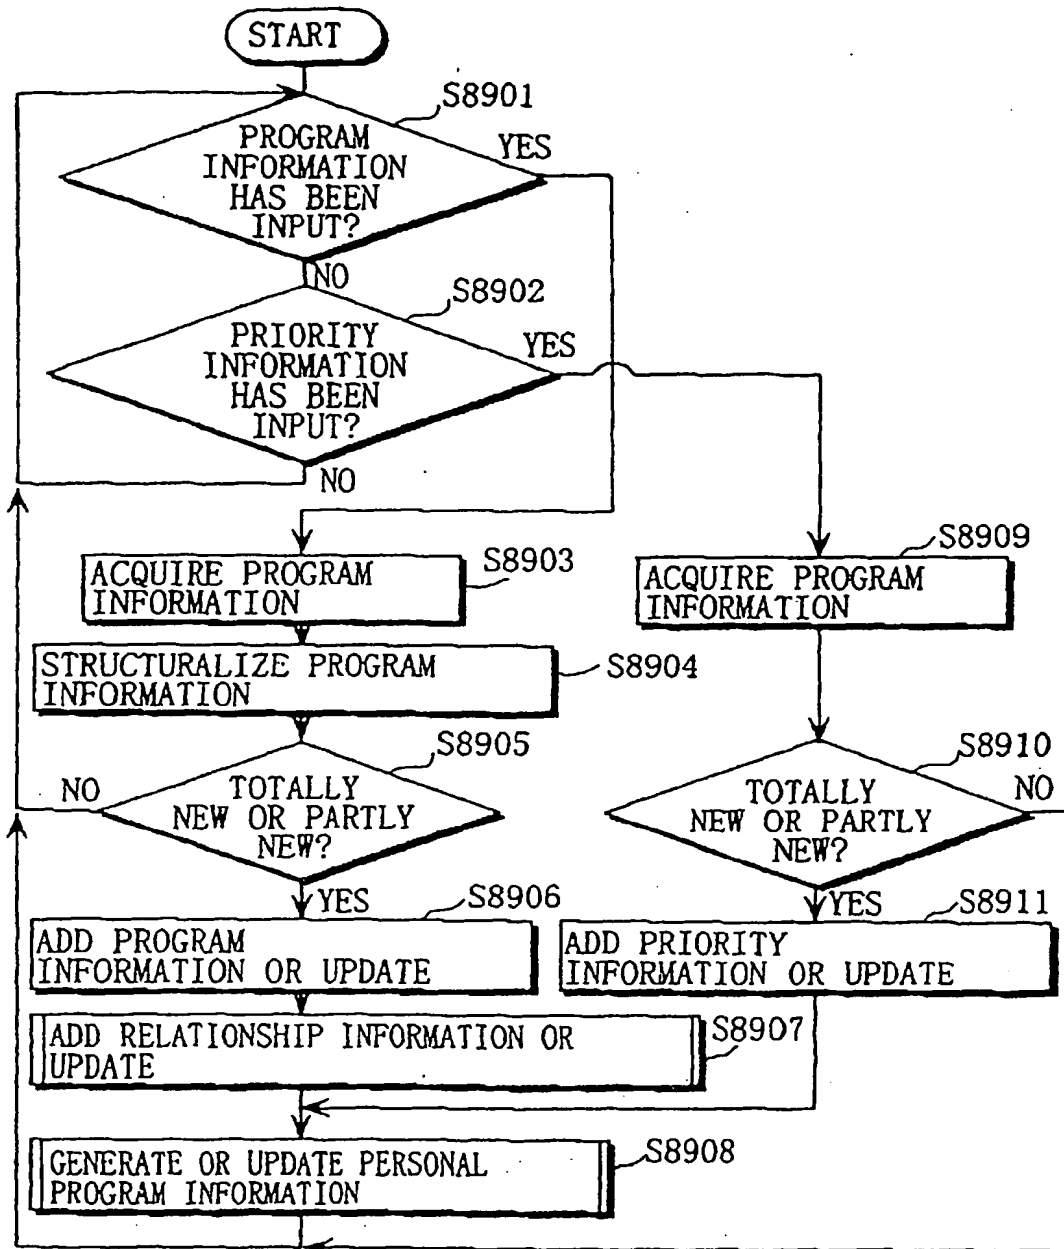 START
S8901
PROGRAM
INFORMATION
HAS BEEN
INPUT?
YES
NO
S8902
PRIORITY
INFORMATION
HAS BEEN
INPUT?
YES
NO
S8903
ACQUIRE PROGRAM
INFORMATION
S8909
ACQUIRE PROGRAM
INFORMATION
STRUCTURALIZE PROGRAM
INFORMATION
S8904
S8905
NO
TOTALLY
NEW OR PARTLY
NEW?
YES
S8910
TOTALLY
NEW OR PARTLY
NEW?
NO
YES
S8906
ADD PROGRAM
INFORMATION OR UPDATE
S8911
ADD PRIORITY
INFORMATION OR UPDATE
ADD RELATIONSHIP INFORMATION OR
UPDATE
S8907
GENERATE OR UPDATE PERSONAL
PROGRAM INFORMATION
S8908